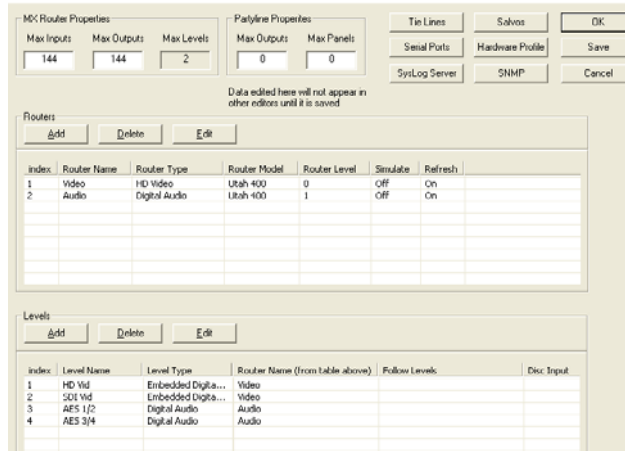 MX Router Properties
Max Inputs Max Outputs Max Levels
144 144 2
Partyline Properites
Max Outputs Max Panels
0 0
Tie Lines Salvos OK
Serial Ports Hardware Profile Save
SysLog Server SNMP Cancel
Data edited here will not appear in
other editors until it is saved
Routers
Add Delete Edit
index Router Name Router Type Router Model Router Level Simulate Refresh
1 Video HD Video Utah 400 0 Off On
2 Audio Digital Audio Utah 400 1 Off On
Levels
Add Delete Edit
index Level Name Level Type Router Name (from table above) Follow Levels Disc Input
1 HD Vid Embedded Digita... Video
2 SDI Vid Embedded Digita... Video
3 AES 1/2 Digital Audio Audio
4 AES 3/4 Digital Audio Audio